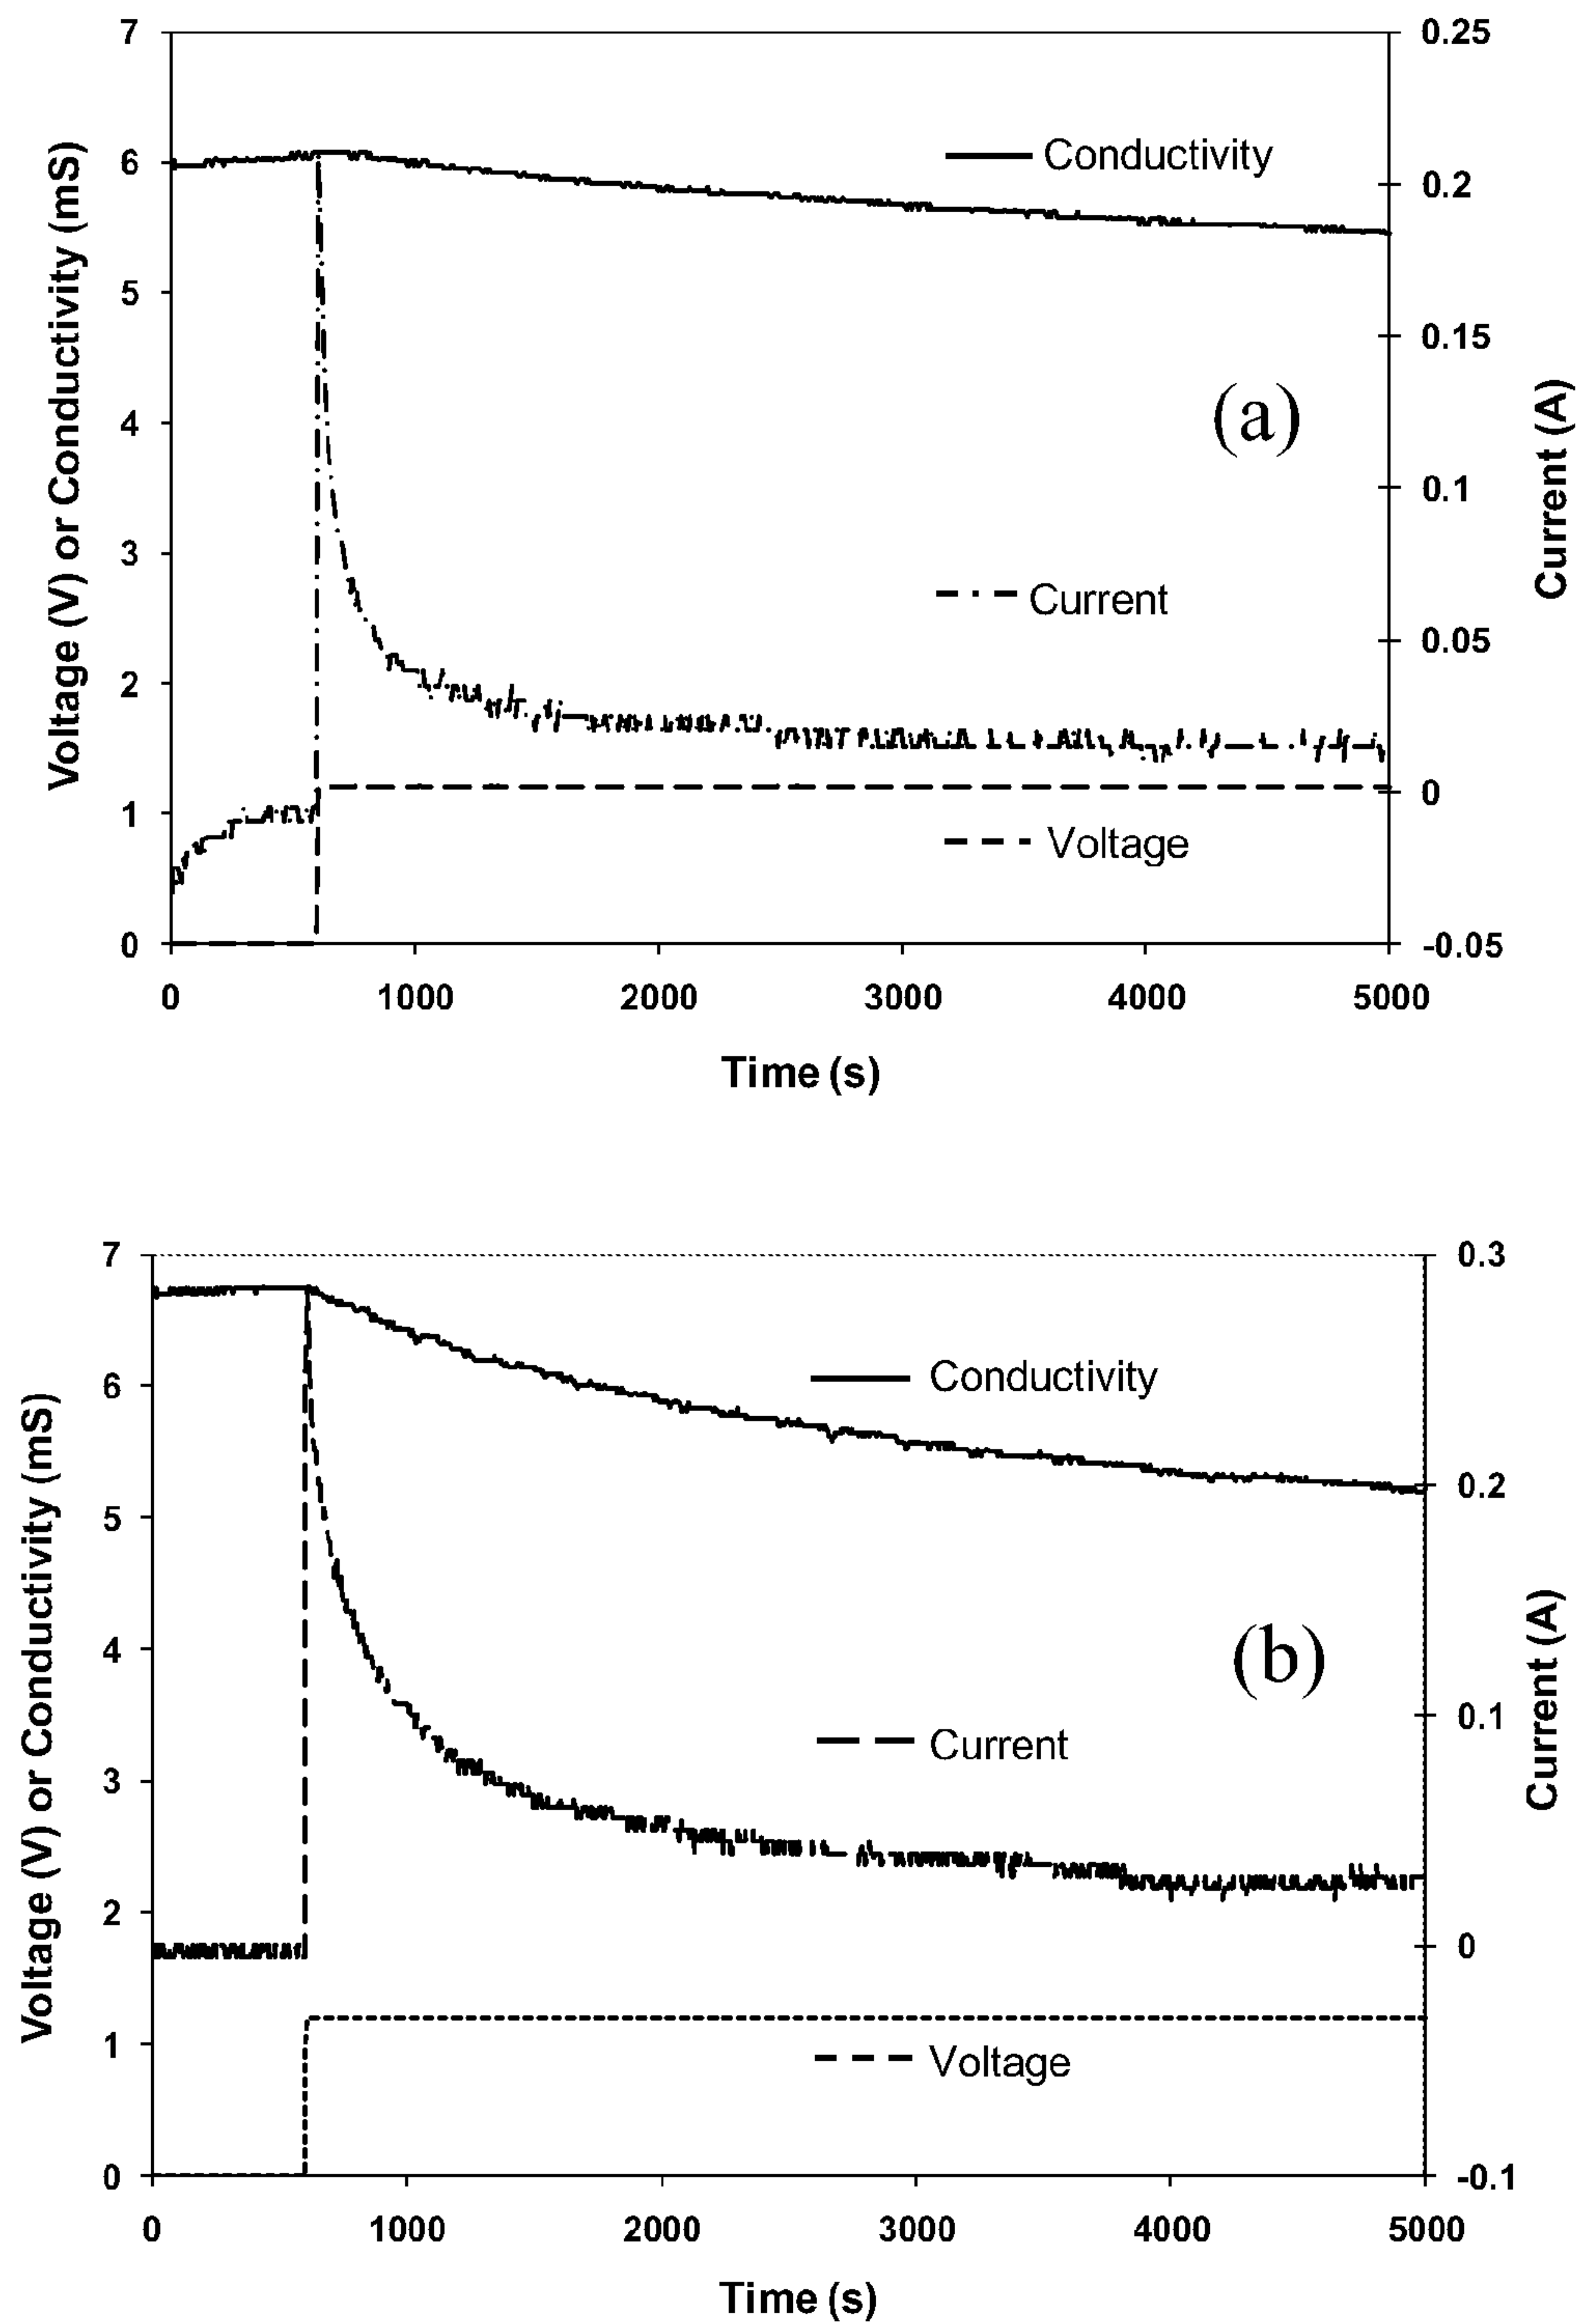 7
6
5
4
3
2
1
0
Voltage (V) or Conductivity (mS)
0.25
0.2
0.15
0.1
0.05
0
-0.05
Current (A)
Conductivity
(a)
Current
Voltage
0 1000 2000 3000 4000 5000
Time (s)
7
6
5
4
3
2
1
0
Voltage (V) or Conductivity (mS)
0.3
0.2
0.1
0
-0.1
Current (A)
Conductivity
(b)
Current
Voltage
0 1000 2000 3000 4000 5000
Time (s)